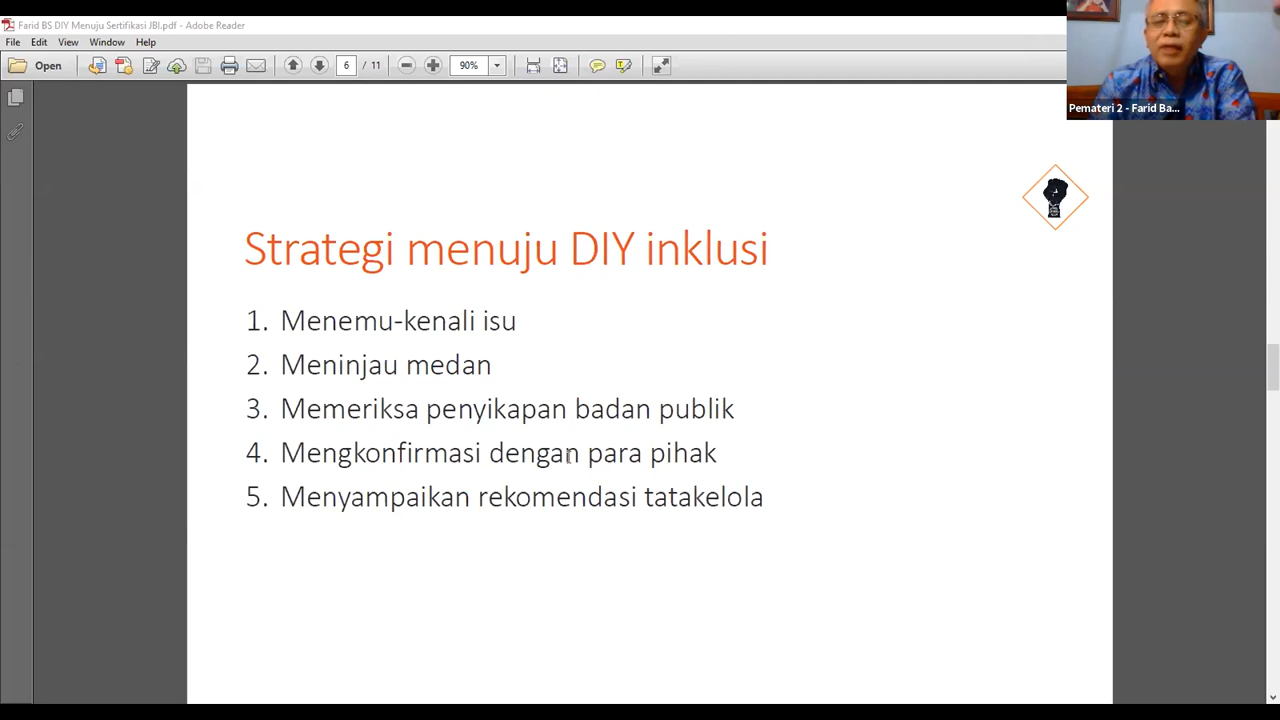 Farid BS DIY Menuju Sertifikasi JBI.pdf - Adobe Reader
File Edit View Window Help
Open 6 / 11 90%
Pemateri 2 - Farid Ba...
Strategi menuju DIY inklusi
1. Menemu-kenali isu
2. Meninjau medan
3. Memeriksa penyikapan badan publik
4. Mengkonfirmasi dengan para pihak
5. Menyampaikan rekomendasi tatakelola